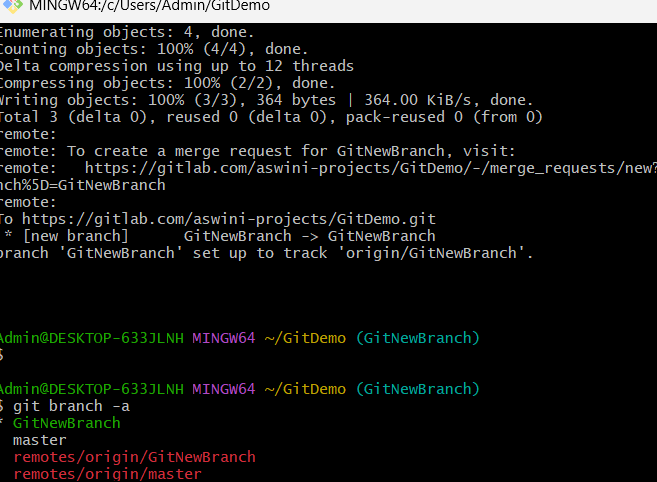 MINGW64:/c/Users/Admin/GitDemo
Enumerating objects: 4, done.
Counting objects: 100% (4/4), done.
Delta compression using up to 12 threads
Compressing objects: 100% (2/2), done.
Writing objects: 100% (3/3), 364 bytes | 364.00 KiB/s, done.
Total 3 (delta 0), reused 0 (delta 0), pack-reused 0 (from 0)
remote:
remote: To create a merge request for GitNewBranch, visit:
remote:   https://gitlab.com/aswini-projects/GitDemo/-/merge_requests/new?
nch%5D=GitNewBranch
remote:
To https://gitlab.com/aswini-projects/GitDemo.git
 * [new branch]      GitNewBranch -> GitNewBranch
branch 'GitNewBranch' set up to track 'origin/GitNewBranch'.
Admin@DESKTOP-633JLNH MINGW64 ~/GitDemo (GitNewBranch)
$
Admin@DESKTOP-633JLNH MINGW64 ~/GitDemo (GitNewBranch)
$ git branch -a
* GitNewBranch
  master
  remotes/origin/GitNewBranch
  remotes/origin/master